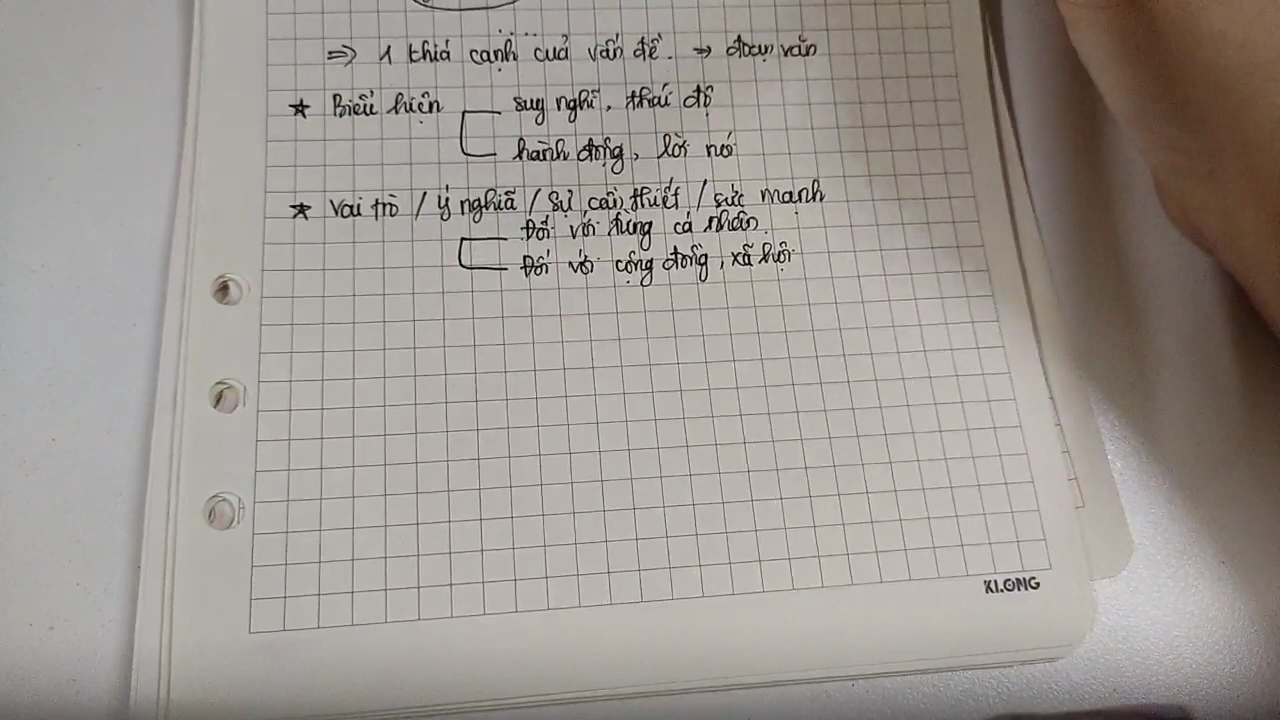 ⇒ 1 khía cạnh của vấn đề. → đoạn văn
★ Biểu hiện
suy nghĩ, thái độ
hành động, lời nói
★ Vai trò / ý nghĩa / sự cần thiết / sức mạnh
Đối với từng cá nhân.
Đối với cộng đồng, xã hội
KLONG